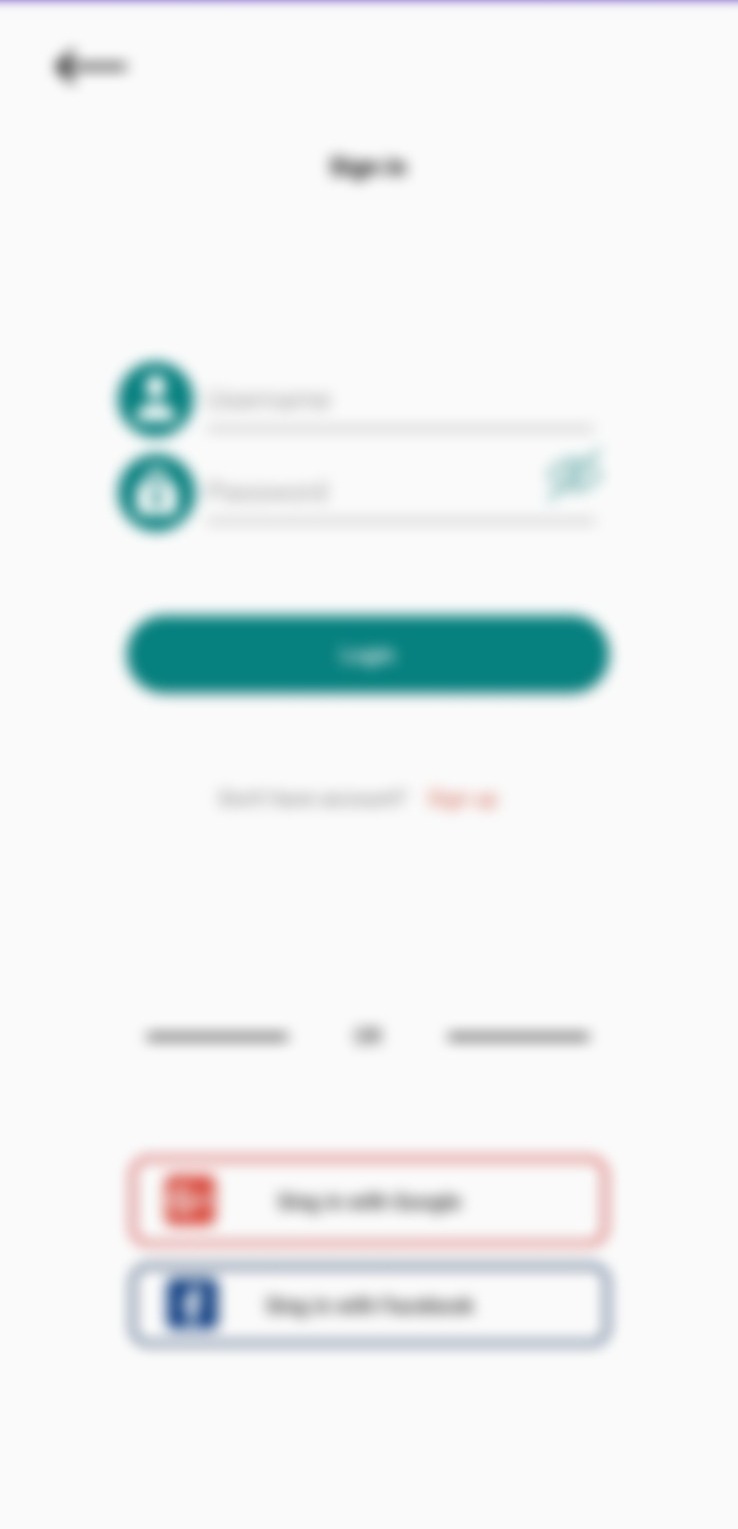 Sign In
Username
Password
Login
Don't have account? Sign up
OR
Sing in with Google
Sing in with Facebook